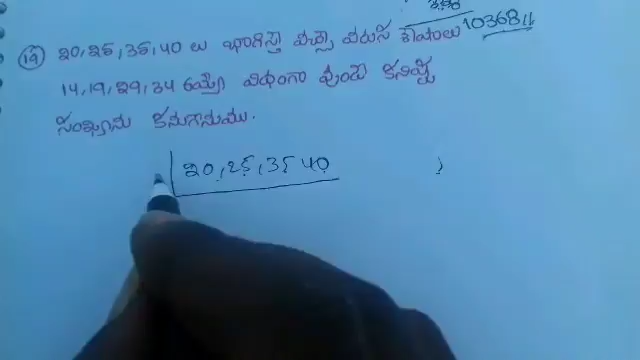 10368
19 20, 25, 35, 40 లు భాగిస్తే వచ్చే వరుస శేషాలు
14, 19, 29, 34 అయ్యే విధంగా వుండే కనిష్ట
సంఖ్యను కనుగొనుము.
20, 25, 35 40